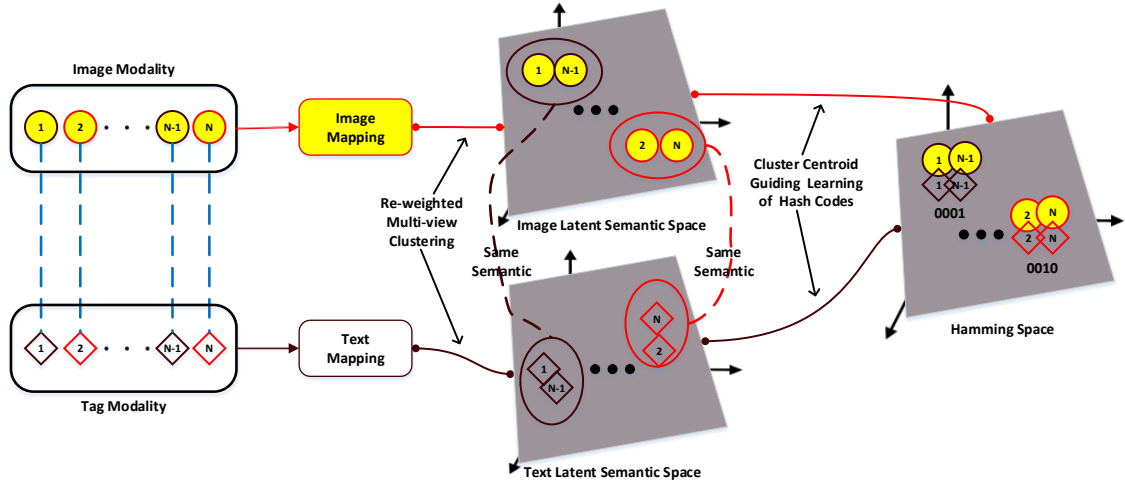 Image Modality
1
2
· · ·
N-1
N
Image
Mapping
1
N-1
2
N
Image Latent Semantic Space
Re-weighted
Multi-view
Clustering
Same
Semantic
Same
Semantic
Cluster Centroid
Guiding Learning
of Hash Codes
1
N-1
1
N-1
0001
2
N
2
N
0010
Hamming Space
1
2
· · ·
N-1
N
Tag Modality
Text
Mapping
N
2
1
N-1
Text Latent Semantic Space